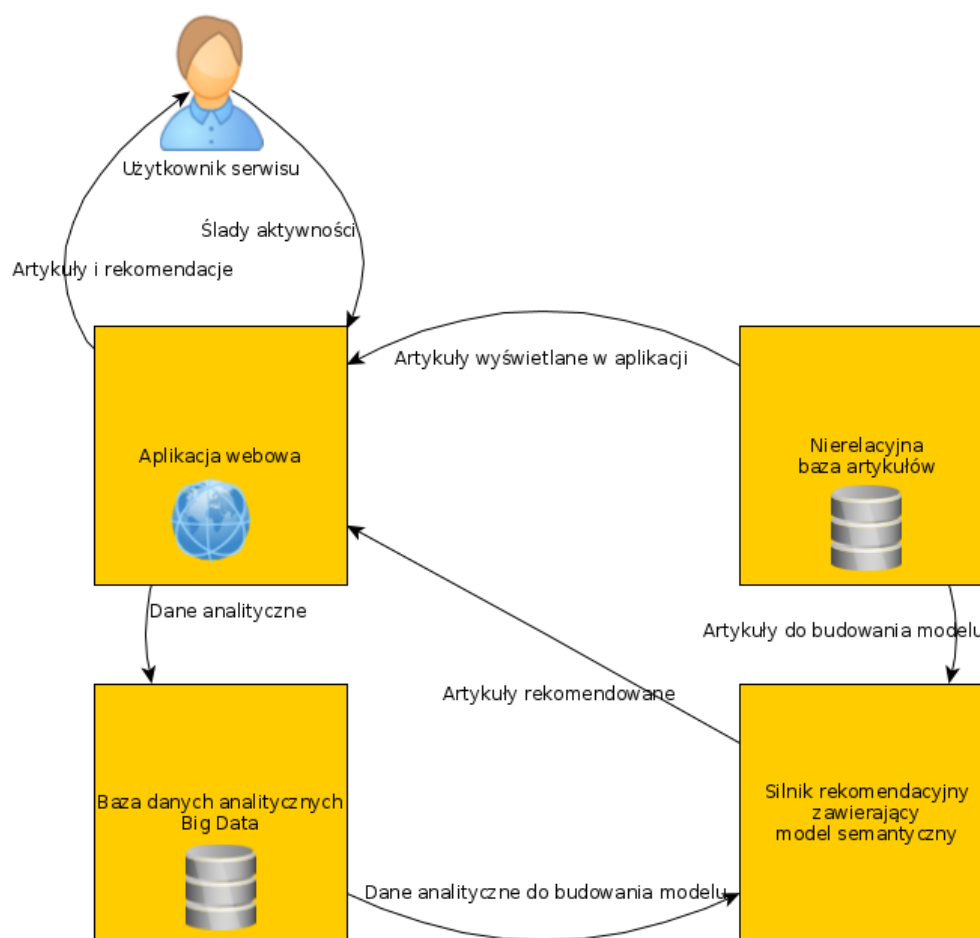 Użytkownik serwisu
Ślady aktywności
Artykuły i rekomendacje
Artykuły wyświetlane w aplikacji
Aplikacja webowa
Nierelacyjna
baza artykułów
Dane analityczne
Artykuły do budowania modelu
Artykuły rekomendowane
Baza danych analitycznych
Big Data
Silnik rekomendacyjny
zawierający
model semantyczny
Dane analityczne do budowania modelu